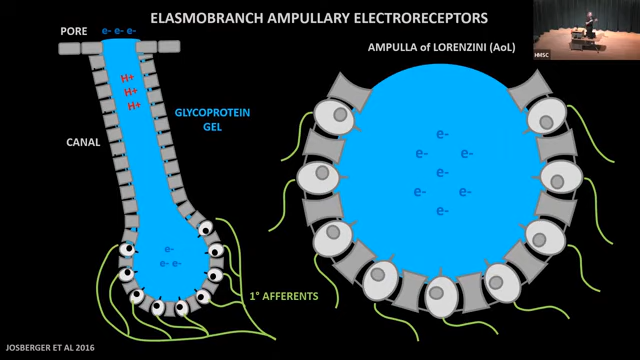 ELASMOBRANCH AMPULLARY ELECTRORECEPTORS
PORE
e- e- e-
AMPULLA of LORENZINI (AoL)
HMSC
H+
H+
H+
GLYCOPROTEIN
GEL
CANAL
e-
e- e-
e-
e- e-
e-
e- e-
e-
1° AFFERENTS
JOSBERGER ET AL 2016